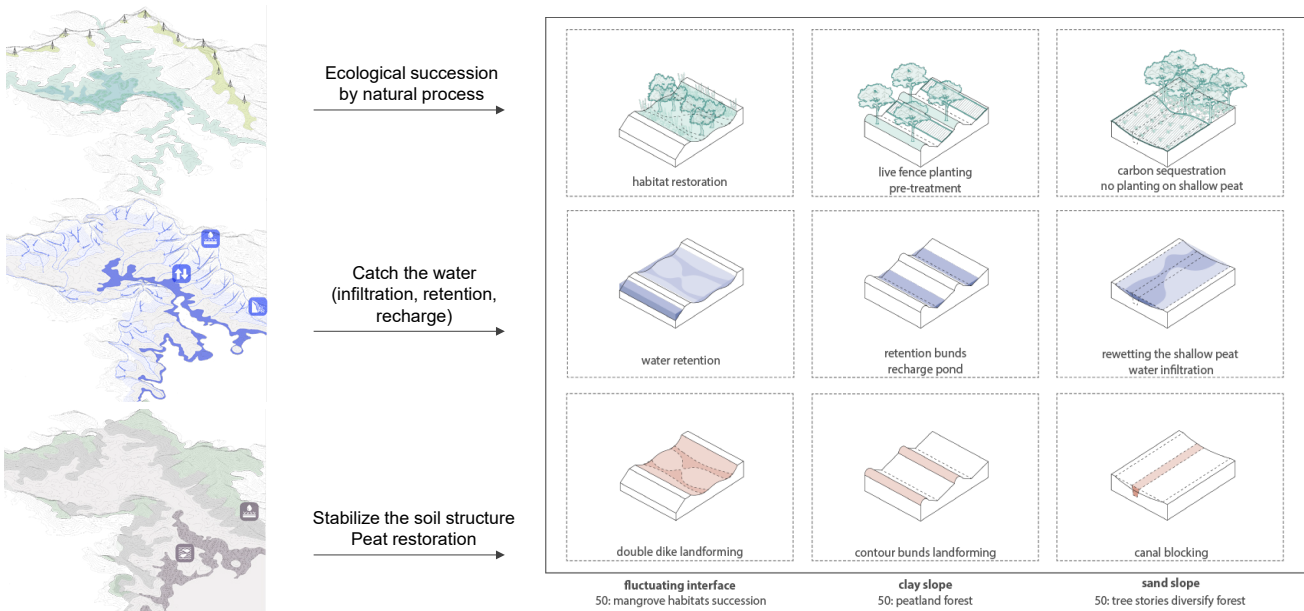 Ecological succession
by natural process
habitat restoration
live fence planting
pre-treatment
carbon sequestration
no planting on shallow peat
Catch the water
(infiltration, retention,
recharge)
water retention
retention bunds
recharge pond
rewetting the shallow peat
water infiltration
Stabilize the soil structure
Peat restoration
double dike landforming
contour bunds landforming
canal blocking
fluctuating interface
50: mangrove habitats succession
clay slope
50: peatland forest
sand slope
50: tree stories diversify forest